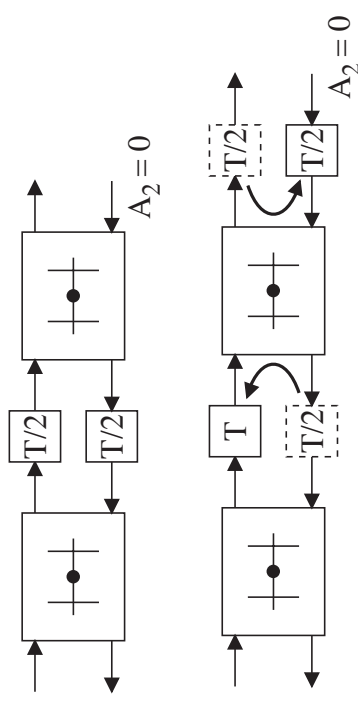 T/2
T/2
A₂ = 0
T
T/2
T/2
T/2
A₂ = 0